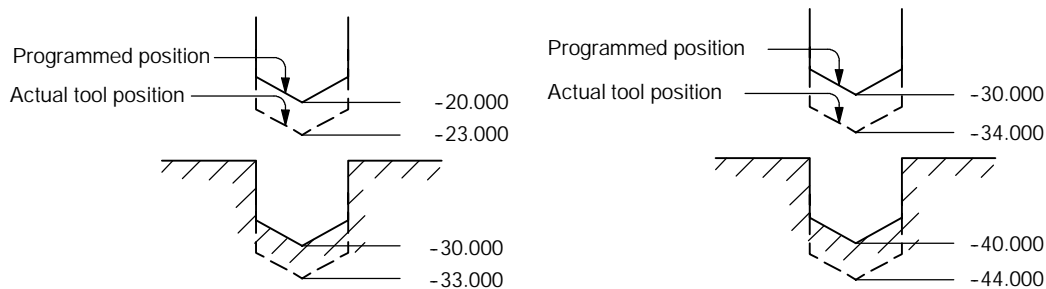 Programmed position
Actual tool position
-20.000
-23.000
-30.000
-33.000
Programmed position
Actual tool position
-30.000
-34.000
-40.000
-44.000